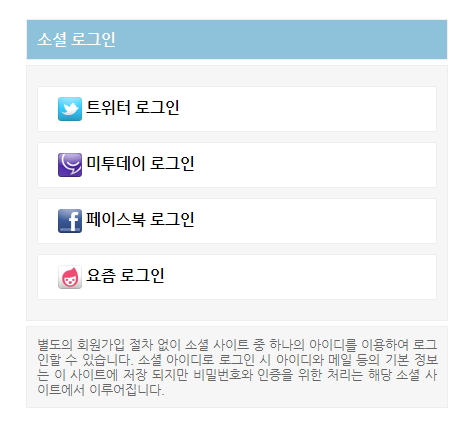 소셜 로그인
트위터 로그인
미투데이 로그인
페이스북 로그인
요즘 로그인
별도의 회원가입 절차 없이 소셜 사이트 중 하나의 아이디를 이용하여 로그
인할 수 있습니다. 소셜 아이디로 로그인 시 아이디와 메일 등의 기본 정보
는 이 사이트에 저장 되지만 비밀번호와 인증을 위한 처리는 해당 소셜 사
이트에서 이루어집니다.